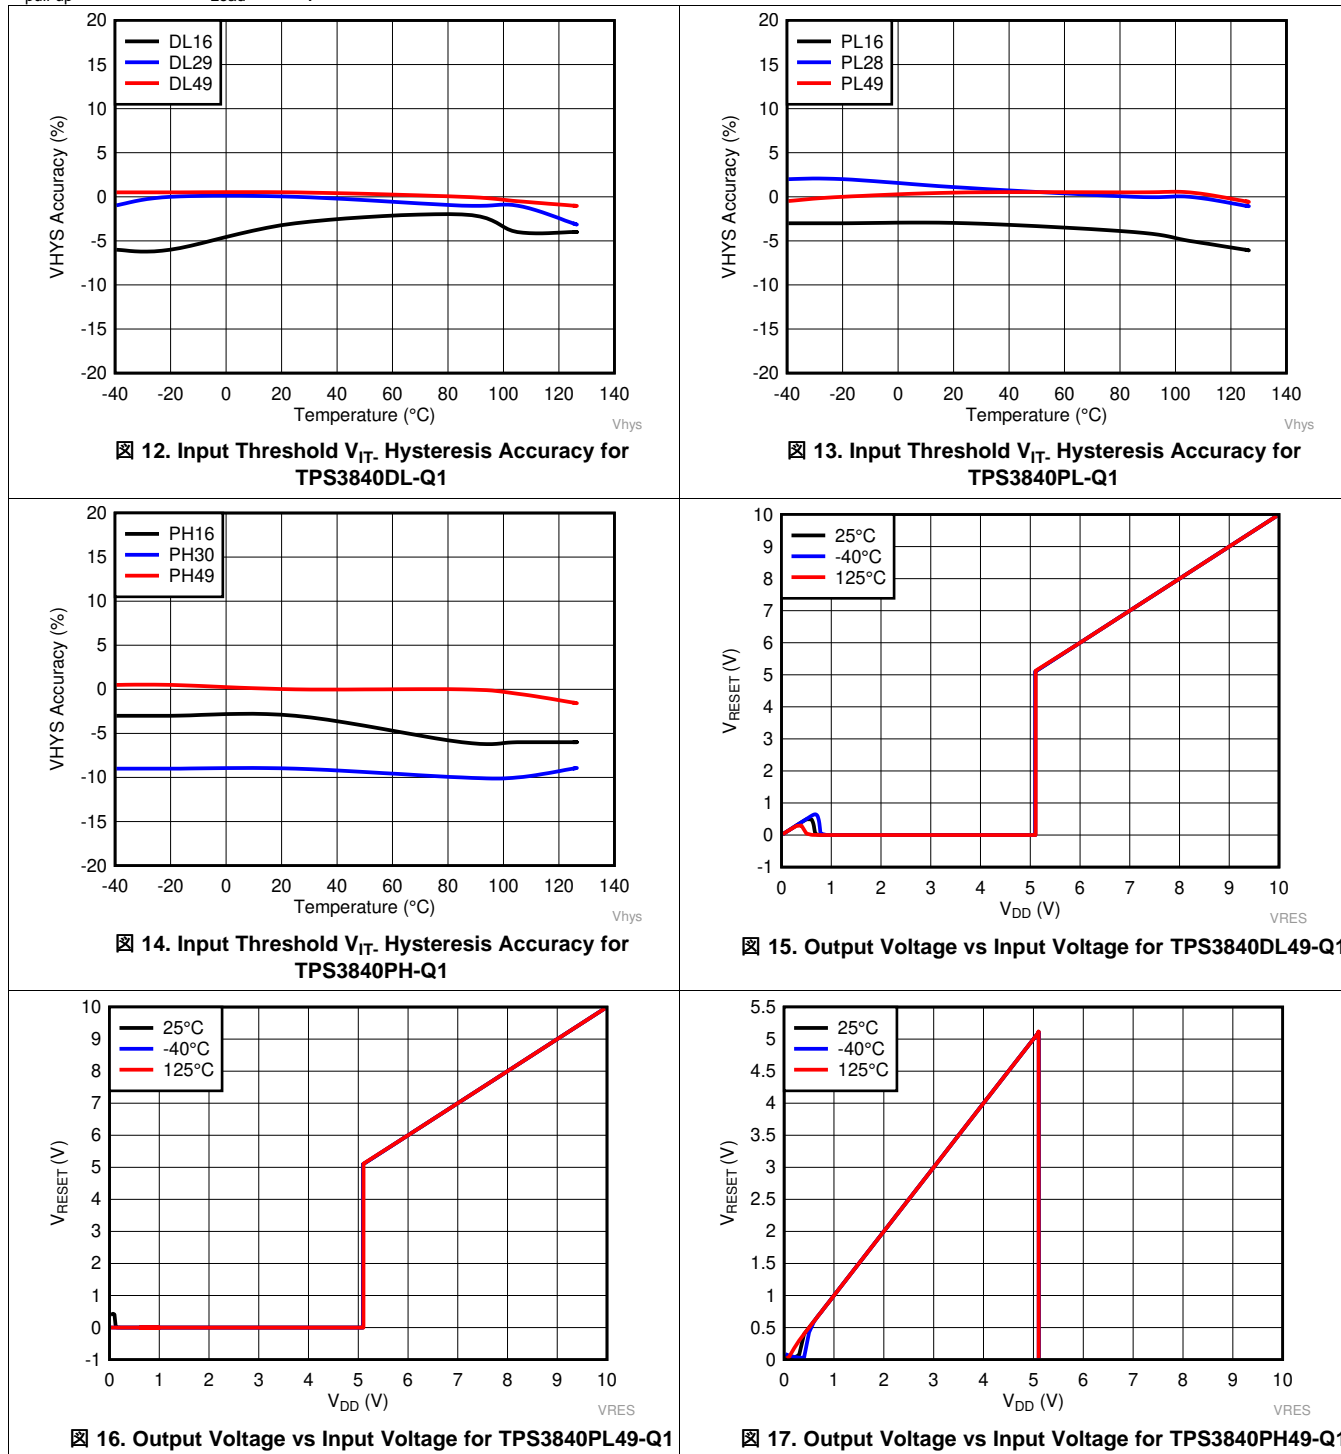 pull-up Load
20
15
10
5
0
-5
-10
-15
-20
VHYS Accuracy (%)
DL16
DL29
DL49
-40 -20 0 20 40 60 80 100 120 140
Temperature (°C)
Vhys
図 12. Input Threshold VIT- Hysteresis Accuracy for
TPS3840DL-Q1
20
15
10
5
0
-5
-10
-15
-20
VHYS Accuracy (%)
PL16
PL28
PL49
-40 -20 0 20 40 60 80 100 120 140
Temperature (°C)
Vhys
図 13. Input Threshold VIT- Hysteresis Accuracy for
TPS3840PL-Q1
20
15
10
5
0
-5
-10
-15
-20
VHYS Accuracy (%)
PH16
PH30
PH49
-40 -20 0 20 40 60 80 100 120 140
Temperature (°C)
Vhys
図 14. Input Threshold VIT- Hysteresis Accuracy for
TPS3840PH-Q1
10
9
8
7
6
5
4
3
2
1
0
-1
VRESET (V)
25°C
-40°C
125°C
0 1 2 3 4 5 6 7 8 9 10
VDD (V)
VRES
図 15. Output Voltage vs Input Voltage for TPS3840DL49-Q1
10
9
8
7
6
5
4
3
2
1
0
-1
VRESET (V)
25°C
-40°C
125°C
0 1 2 3 4 5 6 7 8 9 10
VDD (V)
VRES
図 16. Output Voltage vs Input Voltage for TPS3840PL49-Q1
5.5
5
4.5
4
3.5
3
2.5
2
1.5
1
0.5
0
VRESET (V)
25°C
-40°C
125°C
0 1 2 3 4 5 6 7 8 9 10
VDD (V)
VRES
図 17. Output Voltage vs Input Voltage for TPS3840PH49-Q1